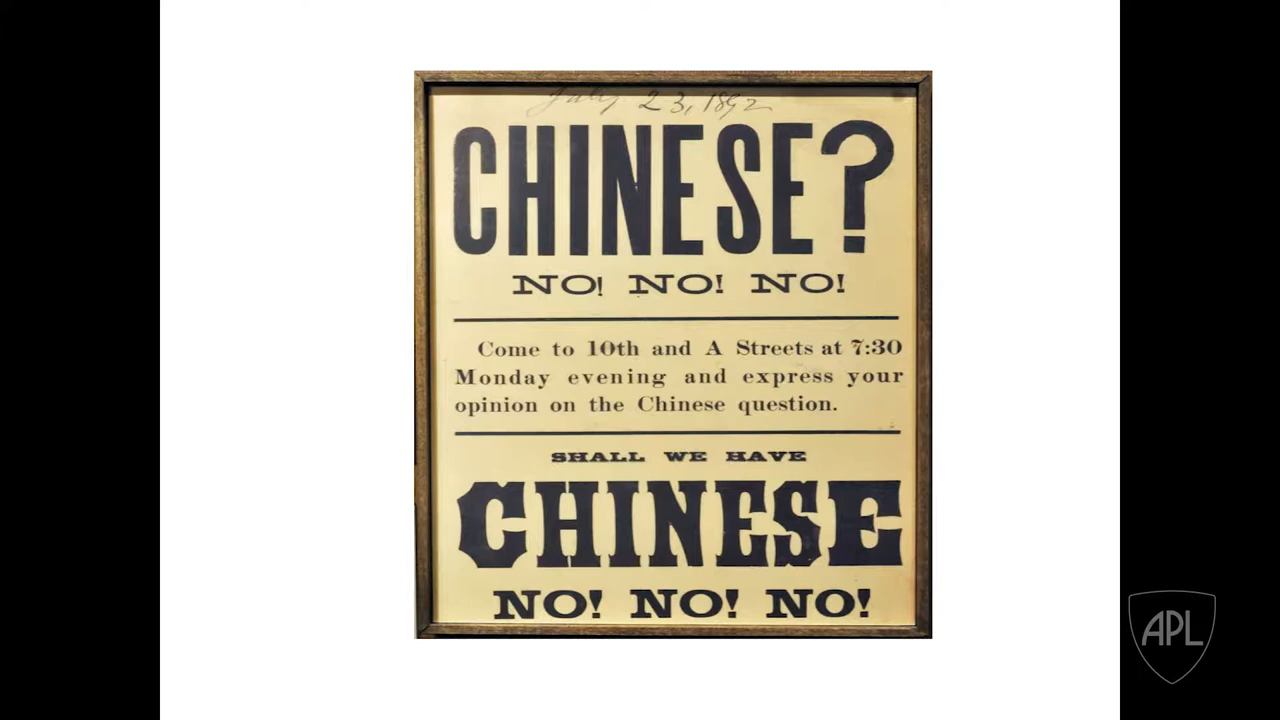 July 23, 1892
CHINESE?
NO! NO! NO!
Come to 10th and A Streets at 7:30
Monday evening and express your
opinion on the Chinese question.
SHALL WE HAVE
CHINESE
NO! NO! NO!
APL